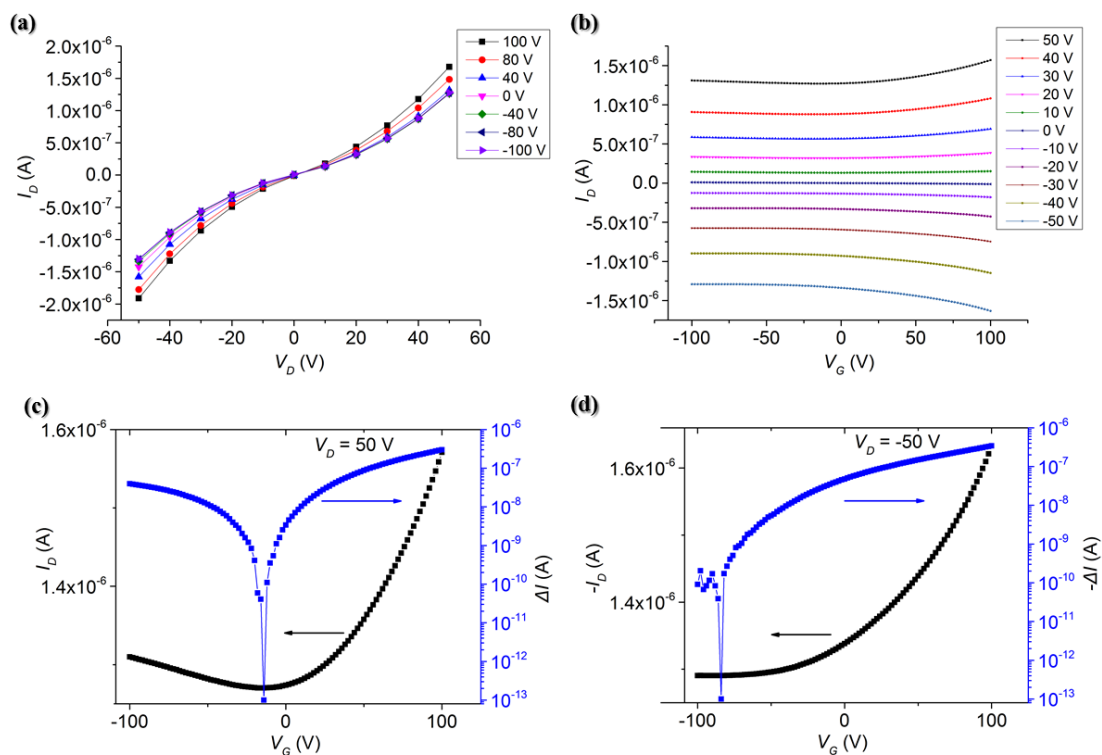 (a)
2.0x10⁻⁶
1.5x10⁻⁶
1.0x10⁻⁶
5.0x10⁻⁷
0.0
-5.0x10⁻⁷
-1.0x10⁻⁶
-1.5x10⁻⁶
-2.0x10⁻⁶
I_D (A)
-60 -40 -20 0 20 40 60
V_D (V)
100 V
80 V
40 V
0 V
-40 V
-80 V
-100 V
(b)
1.5x10⁻⁶
1.0x10⁻⁶
5.0x10⁻⁷
0.0
-5.0x10⁻⁷
-1.0x10⁻⁶
-1.5x10⁻⁶
I_D (A)
-100 -50 0 50 100
V_G (V)
50 V
40 V
30 V
20 V
10 V
0 V
-10 V
-20 V
-30 V
-40 V
-50 V
(c)
1.6x10⁻⁶
1.4x10⁻⁶
I_D (A)
V_D = 50 V
10⁻⁶
10⁻⁷
10⁻⁸
10⁻⁹
10⁻¹⁰
10⁻¹¹
10⁻¹²
10⁻¹³
ΔI (A)
-100 0 100
V_G (V)
(d)
1.6x10⁻⁶
1.4x10⁻⁶
-I_D (A)
V_D = -50 V
10⁻⁶
10⁻⁷
10⁻⁸
10⁻⁹
10⁻¹⁰
10⁻¹¹
10⁻¹²
10⁻¹³
-ΔI (A)
-100 0 100
V_G (V)